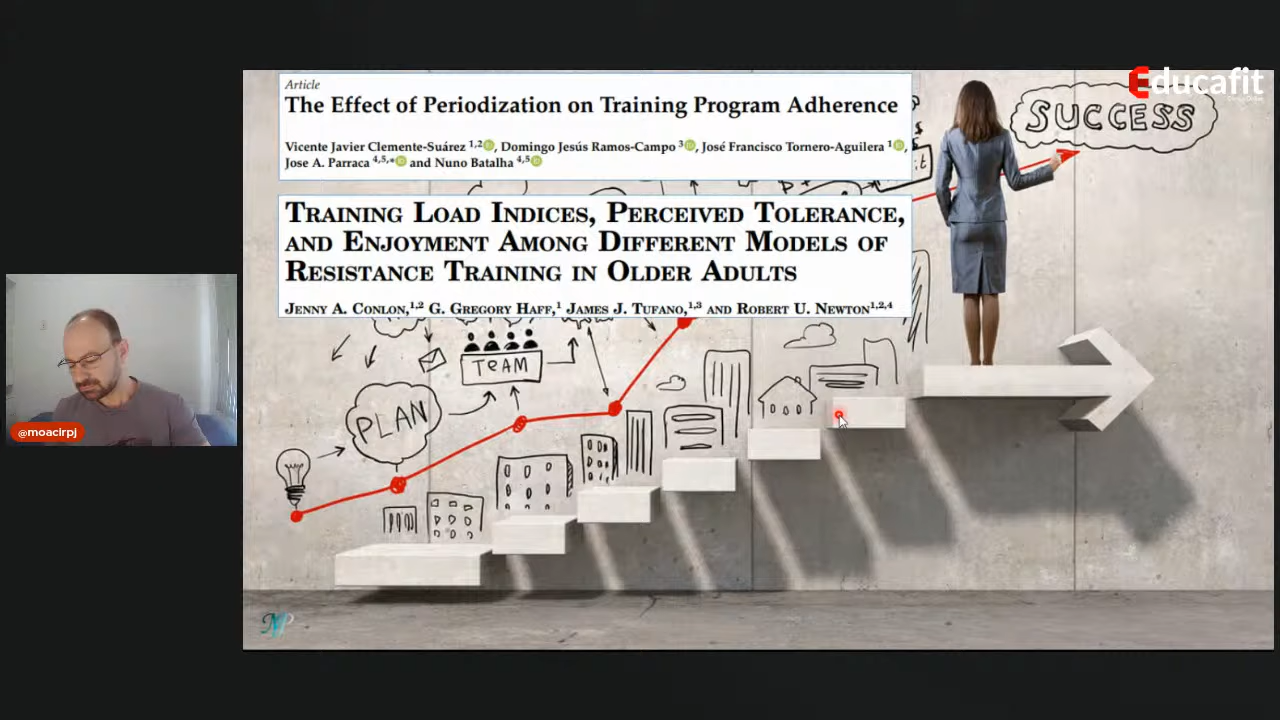 Educafit
Article
The Effect of Periodization on Training Program Adherence
Vicente Javier Clemente-Suárez 1,2, Domingo Jesús Ramos-Campo 3, José Francisco Tornero-Aguilera 1,
Jose A. Parraca 4,5,* and Nuno Batalha 4,5
SUCCESS
TRAINING LOAD INDICES, PERCEIVED TOLERANCE,
AND ENJOYMENT AMONG DIFFERENT MODELS OF
RESISTANCE TRAINING IN OLDER ADULTS
JENNY A. CONLON,1,2 G. GREGORY HAFF,1 JAMES J. TUFANO,1,3 AND ROBERT U. NEWTON1,2,4
TEAM
PLAN
@moacirpj